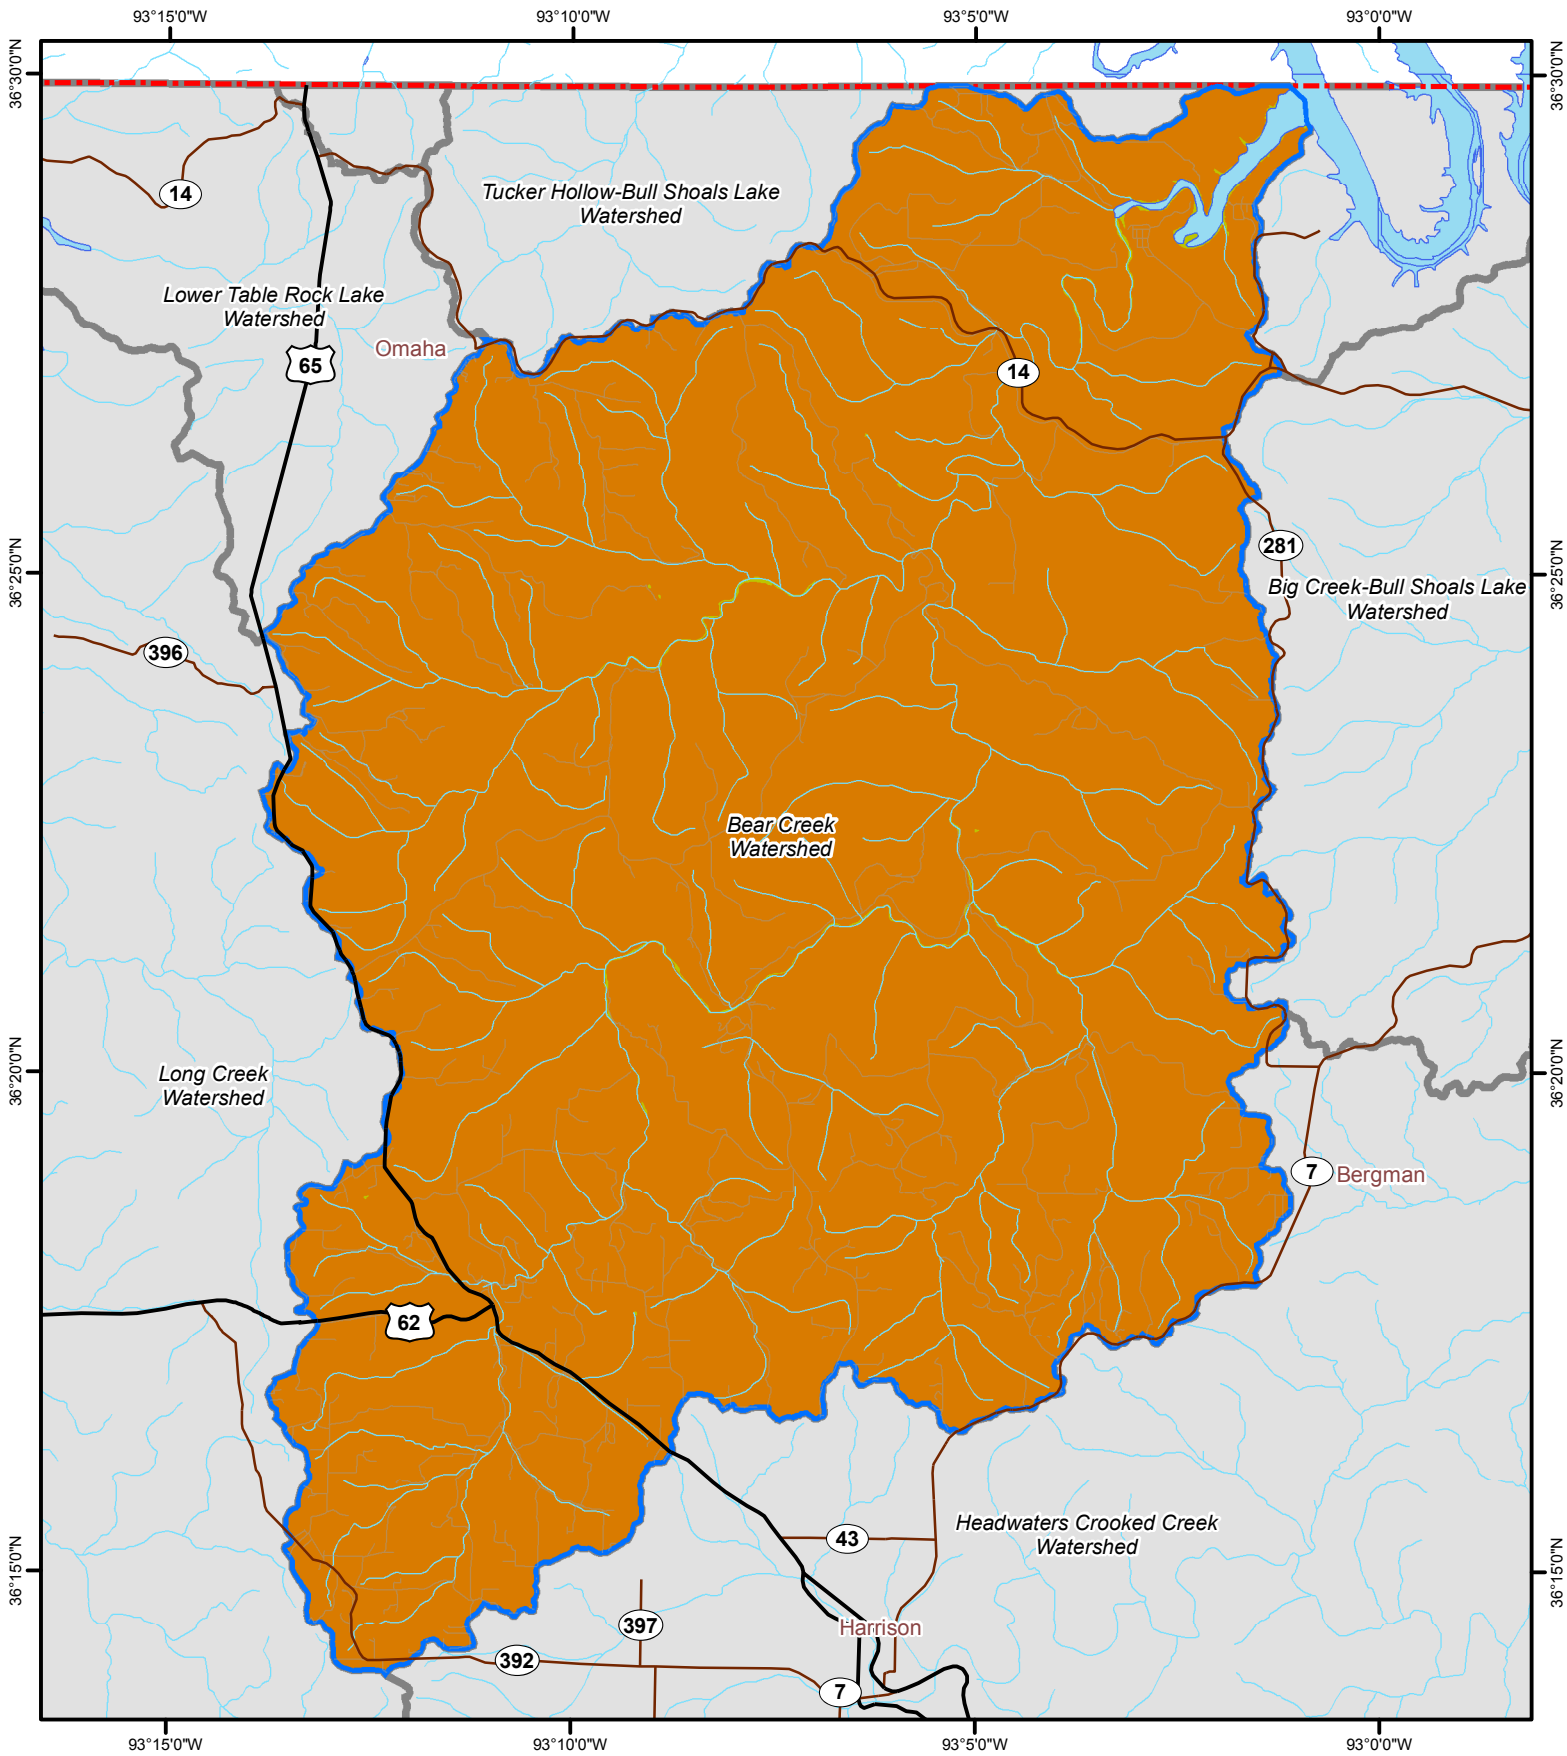 93°15'0"W
93°10'0"W
93°5'0"W
93°0'0"W
36°30'0"N
36°30'0"N
14
Tucker Hollow-Bull Shoals Lake
Watershed
Lower Table Rock Lake
Watershed
Omaha
65
14
281
36°25'0"N
36°25'0"N
Big Creek-Bull Shoals Lake
Watershed
396
Bear Creek
Watershed
36°20'0"N
36°20'0"N
Long Creek
Watershed
7
Bergman
62
Headwaters Crooked Creek
Watershed
43
36°15'0"N
36°15'0"N
397
Harrison
392
7
93°15'0"W
93°10'0"W
93°5'0"W
93°0'0"W